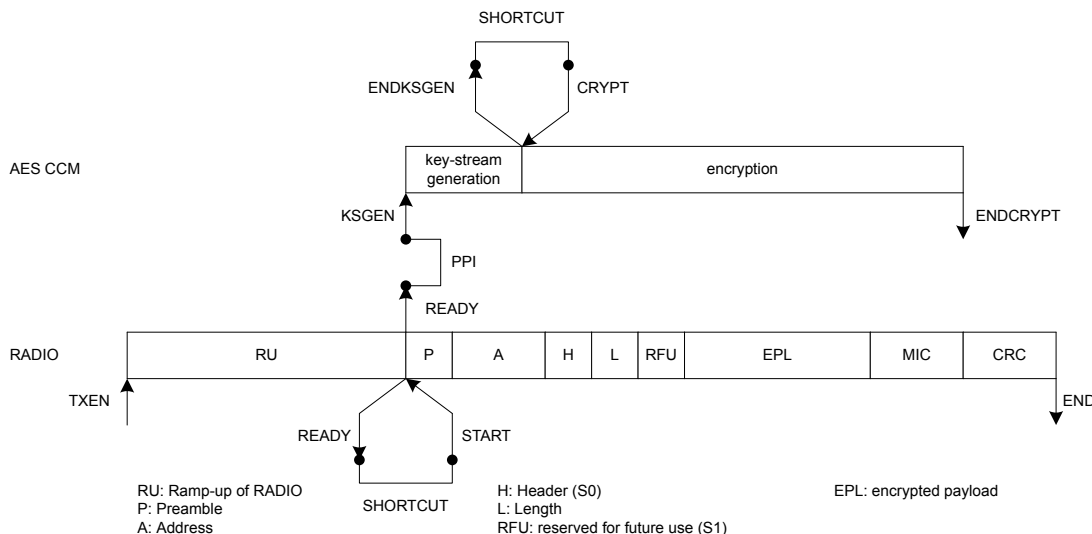 SHORTCUT
ENDKSGEN
CRYPT
AES CCM
key-stream
generation
encryption
KSGEN
ENDCRYPT
PPI
READY
RADIO
RU
P
A
H
L
RFU
EPL
MIC
CRC
TXEN
END
READY
START
SHORTCUT
RU: Ramp-up of RADIO
P: Preamble
A: Address
H: Header (S0)
L: Length
RFU: reserved for future use (S1)
EPL: encrypted payload